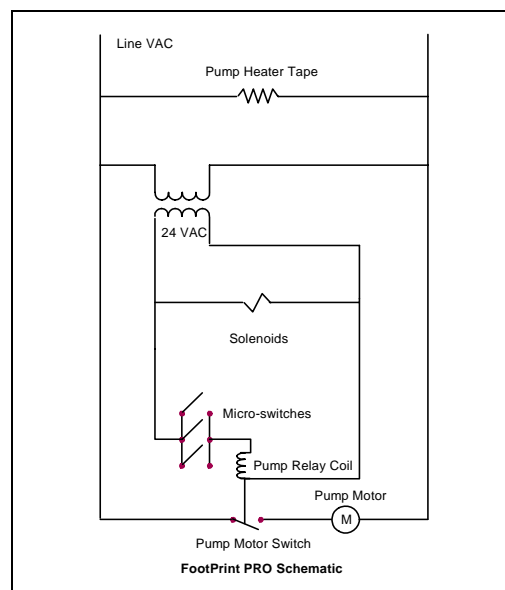 Line VAC
Pump Heater Tape
24 VAC
Solenoids
Micro-switches
Pump Relay Coil
Pump Motor
M
Pump Motor Switch
FootPrint PRO Schematic